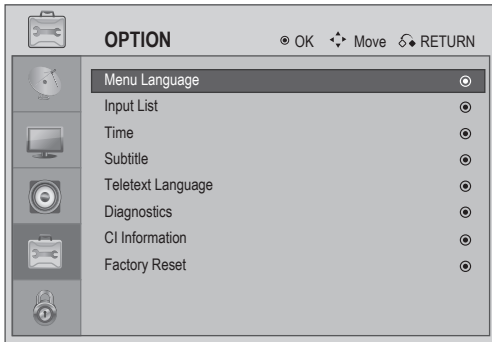 OPTION OK Move RETURN
Menu Language
Input List
Time
Subtitle
Teletext Language
Diagnostics
CI Information
Factory Reset